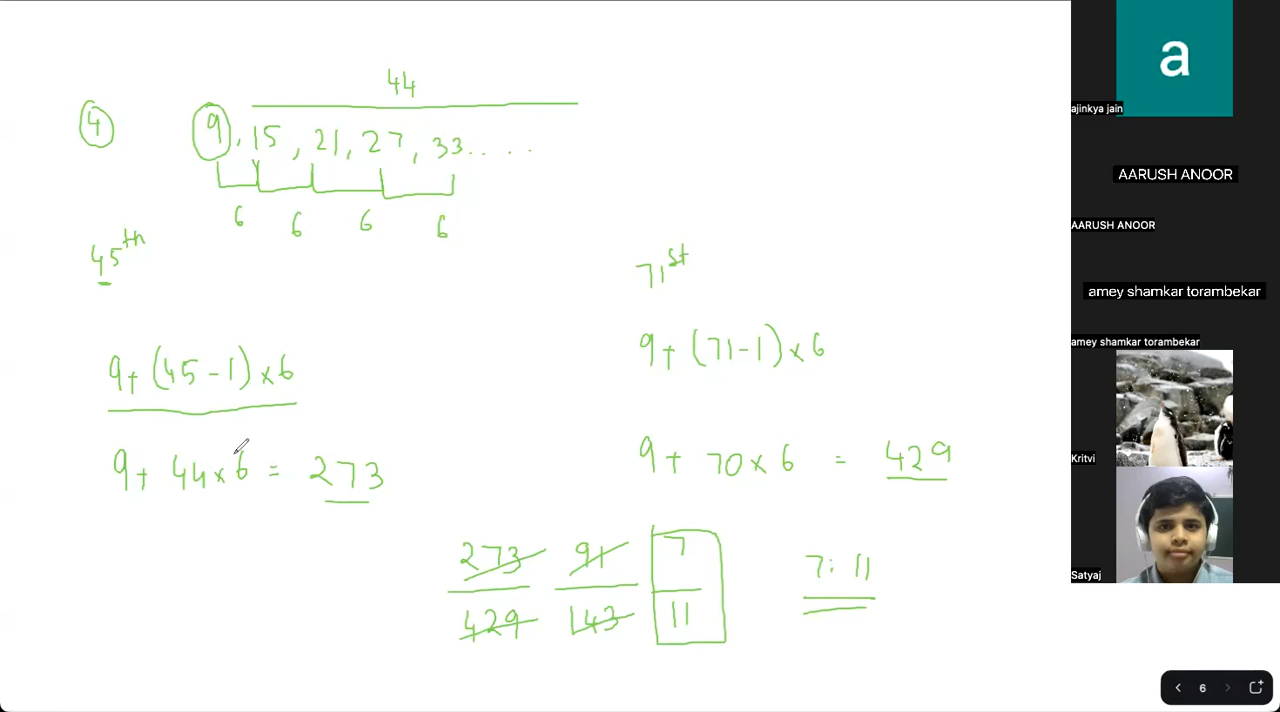 44
4
9, 15, 21, 27, 33....
6 6 6 6
45th
71st
9+(45-1)×6
9+(71-1)×6
9+ 44×6 = 273
9+ 70×6 = 429
273 91 7
429 143 11
7: 11
a
ajinkya jain
AARUSH ANOOR
AARUSH ANOOR
amey shamkar torambekar
amey shamkar torambekar
Kritvi
Satyaj
6